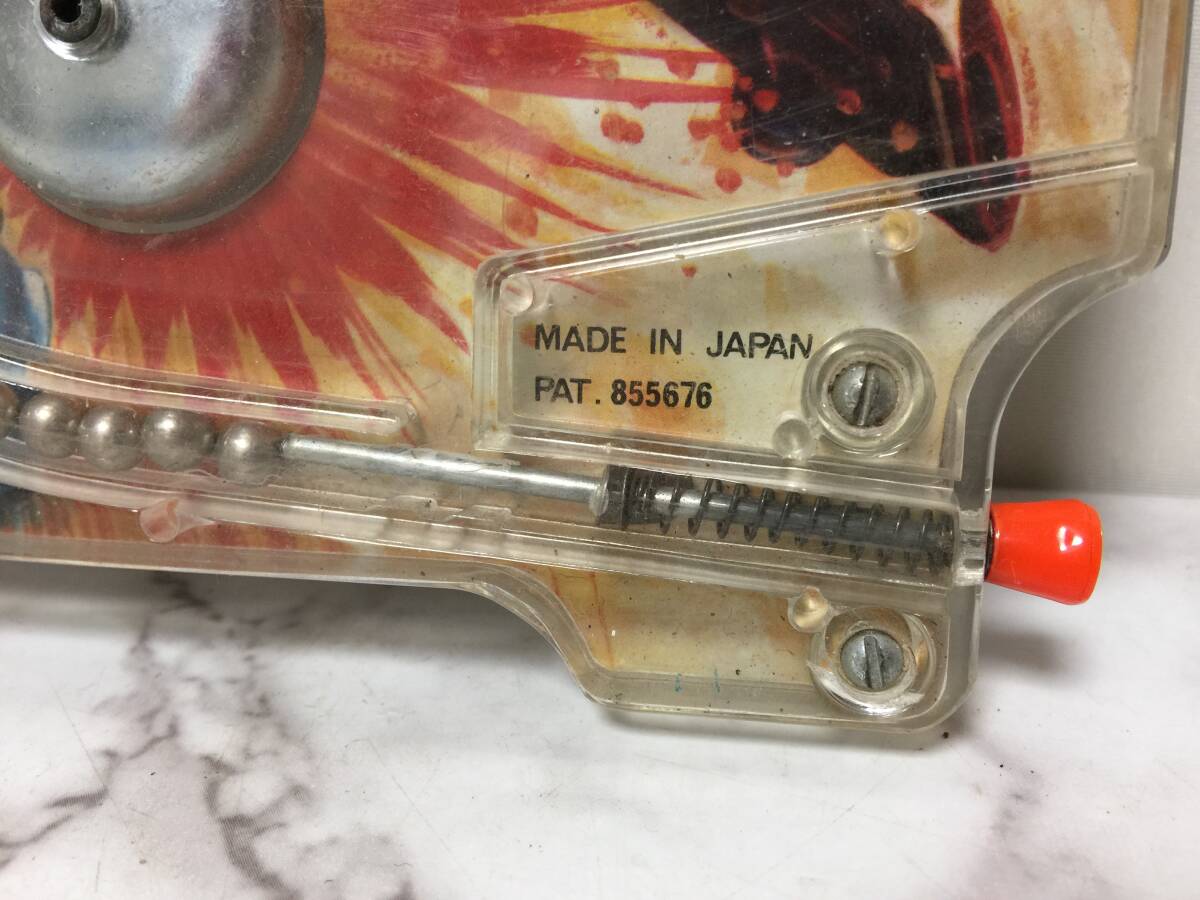 MADE IN JAPAN
PAT. 855676